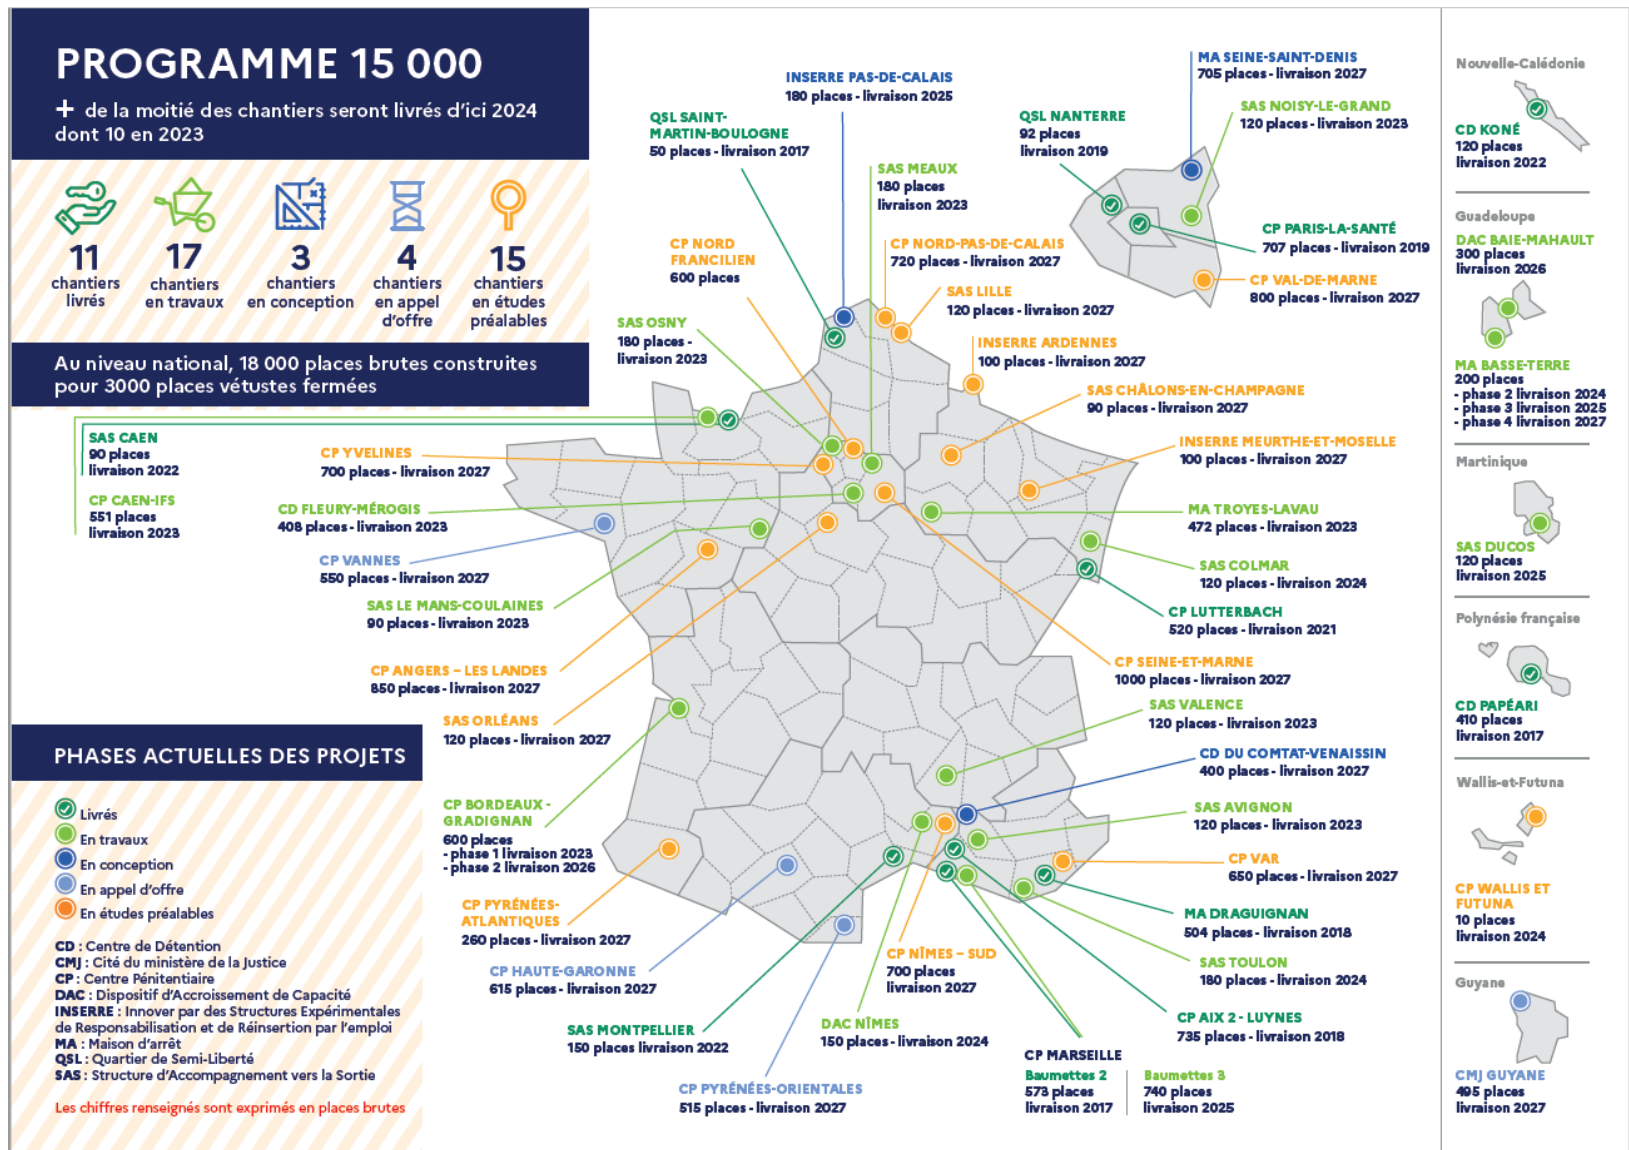 PROGRAMME 15 000
+ de la moitié des chantiers seront livrés d’ici 2024
dont 10 en 2023
11
chantiers
livrés
17
chantiers
en travaux
3
chantiers
en conception
4
chantiers
en appel
d’offre
15
chantiers
en études
préalables
Au niveau national, 18 000 places brutes construites
pour 3000 places vétustes fermées
INSERRE PAS-DE-CALAIS
180 places - livraison 2025
QSL SAINT-
MARTIN-BOULOGNE
50 places - livraison 2017
SAS MEAUX
180 places
livraison 2023
CP NORD
FRANCILIEN
600 places
CP NORD-PAS-DE-CALAIS
720 places - livraison 2027
SAS LILLE
120 places - livraison 2027
SAS OSNY
180 places -
livraison 2023
INSERRE ARDENNES
100 places - livraison 2027
QSL NANTERRE
92 places
livraison 2019
MA SEINE-SAINT-DENIS
705 places - livraison 2027
SAS NOISY-LE-GRAND
120 places - livraison 2023
CP PARIS-LA-SANTÉ
707 places - livraison 2019
CP VAL-DE-MARNE
800 places - livraison 2027
SAS CHÂLONS-EN-CHAMPAGNE
90 places - livraison 2027
INSERRE MEURTHE-ET-MOSELLE
100 places - livraison 2027
MA TROYES-LAVAU
472 places - livraison 2023
SAS COLMAR
120 places - livraison 2024
CP LUTTERBACH
520 places - livraison 2021
CP SEINE-ET-MARNE
1000 places - livraison 2027
SAS VALENCE
120 places - livraison 2023
CD DU COMTAT-VENAISSIN
400 places - livraison 2027
SAS AVIGNON
120 places - livraison 2023
CP VAR
650 places - livraison 2027
MA DRAGUIGNAN
504 places - livraison 2018
SAS TOULON
180 places - livraison 2024
CP AIX 2 - LUYNES
735 places - livraison 2018
SAS CAEN
90 places
livraison 2022
CP CAEN-IFS
551 places
livraison 2023
CP YVELINES
700 places - livraison 2027
CD FLEURY-MÉROGIS
408 places - livraison 2023
CP VANNES
550 places - livraison 2027
SAS LE MANS-COULAINES
90 places - livraison 2023
CP ANGERS – LES LANDES
850 places - livraison 2027
SAS ORLÉANS
120 places - livraison 2027
CP BORDEAUX -
GRADIGNAN
600 places
- phase 1 livraison 2023
- phase 2 livraison 2026
CP PYRÉNÉES-
ATLANTIQUES
260 places - livraison 2027
CP HAUTE-GARONNE
615 places - livraison 2027
SAS MONTPELLIER
150 places livraison 2022
CP PYRÉNÉES-ORIENTALES
515 places - livraison 2027
DAC NÎMES
150 places - livraison 2024
CP NÎMES – SUD
700 places
livraison 2027
CP MARSEILLE
Baumettes 2
573 places
livraison 2017
Baumettes 3
740 places
livraison 2025
PHASES ACTUELLES DES PROJETS
Livrés
En travaux
En conception
En appel d’offre
En études préalables
CD : Centre de Détention
CMJ : Cité du ministère de la Justice
CP : Centre Pénitentiaire
DAC : Dispositif d’Accroissement de Capacité
INSERRE : Innover par des Structures Expérimentales
de Responsabilisation et de Réinsertion par l’emploi
MA : Maison d’arrêt
QSL : Quartier de Semi-Liberté
SAS : Structure d’Accompagnement vers la Sortie
Les chiffres renseignés sont exprimés en places brutes
Nouvelle-Calédonie
CD KONÉ
120 places
livraison 2022
Guadeloupe
DAC BAIE-MAHAULT
300 places
livraison 2026
MA BASSE-TERRE
200 places
- phase 2 livraison 2024
- phase 3 livraison 2025
- phase 4 livraison 2027
Martinique
SAS DUCOS
120 places
livraison 2025
Polynésie française
CD PAPÉARI
410 places
livraison 2017
Wallis-et-Futuna
CP WALLIS ET
FUTUNA
10 places
livraison 2024
Guyane
CMJ GUYANE
495 places
livraison 2027